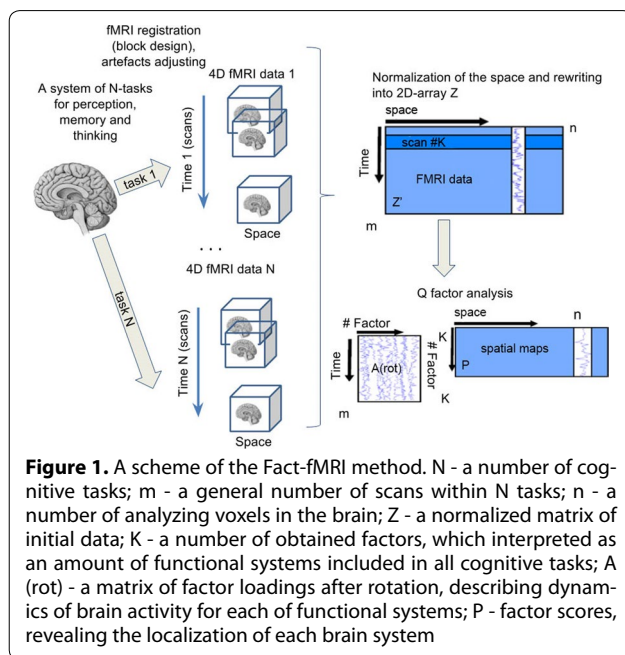 fMRI registration
(block design),
artefacts adjusting
A system of N-tasks
for perception,
memory and
thinking
4D fMRI data 1
Time 1 (scans)
task 1
Space
. . .
4D fMRI data N
task N
Time N (scans)
Space
Normalization of the space and rewriting
into 2D-array Z
space
n
Time
scan #K
FMRI data
Z'
m
Q factor analysis
# Factor
Time
A(rot)
m
space
n
K
# Factor
spatial maps
P
K
Figure 1. A scheme of the Fact-fMRI method. N - a number of cog-
nitive tasks; m - a general number of scans within N tasks; n - a
number of analyzing voxels in the brain; Z - a normalized matrix of
initial data; K - a number of obtained factors, which interpreted as
an amount of functional systems included in all cognitive tasks; A
(rot) - a matrix of factor loadings after rotation, describing dynam-
ics of brain activity for each of functional systems; P - factor scores,
revealing the localization of each brain system